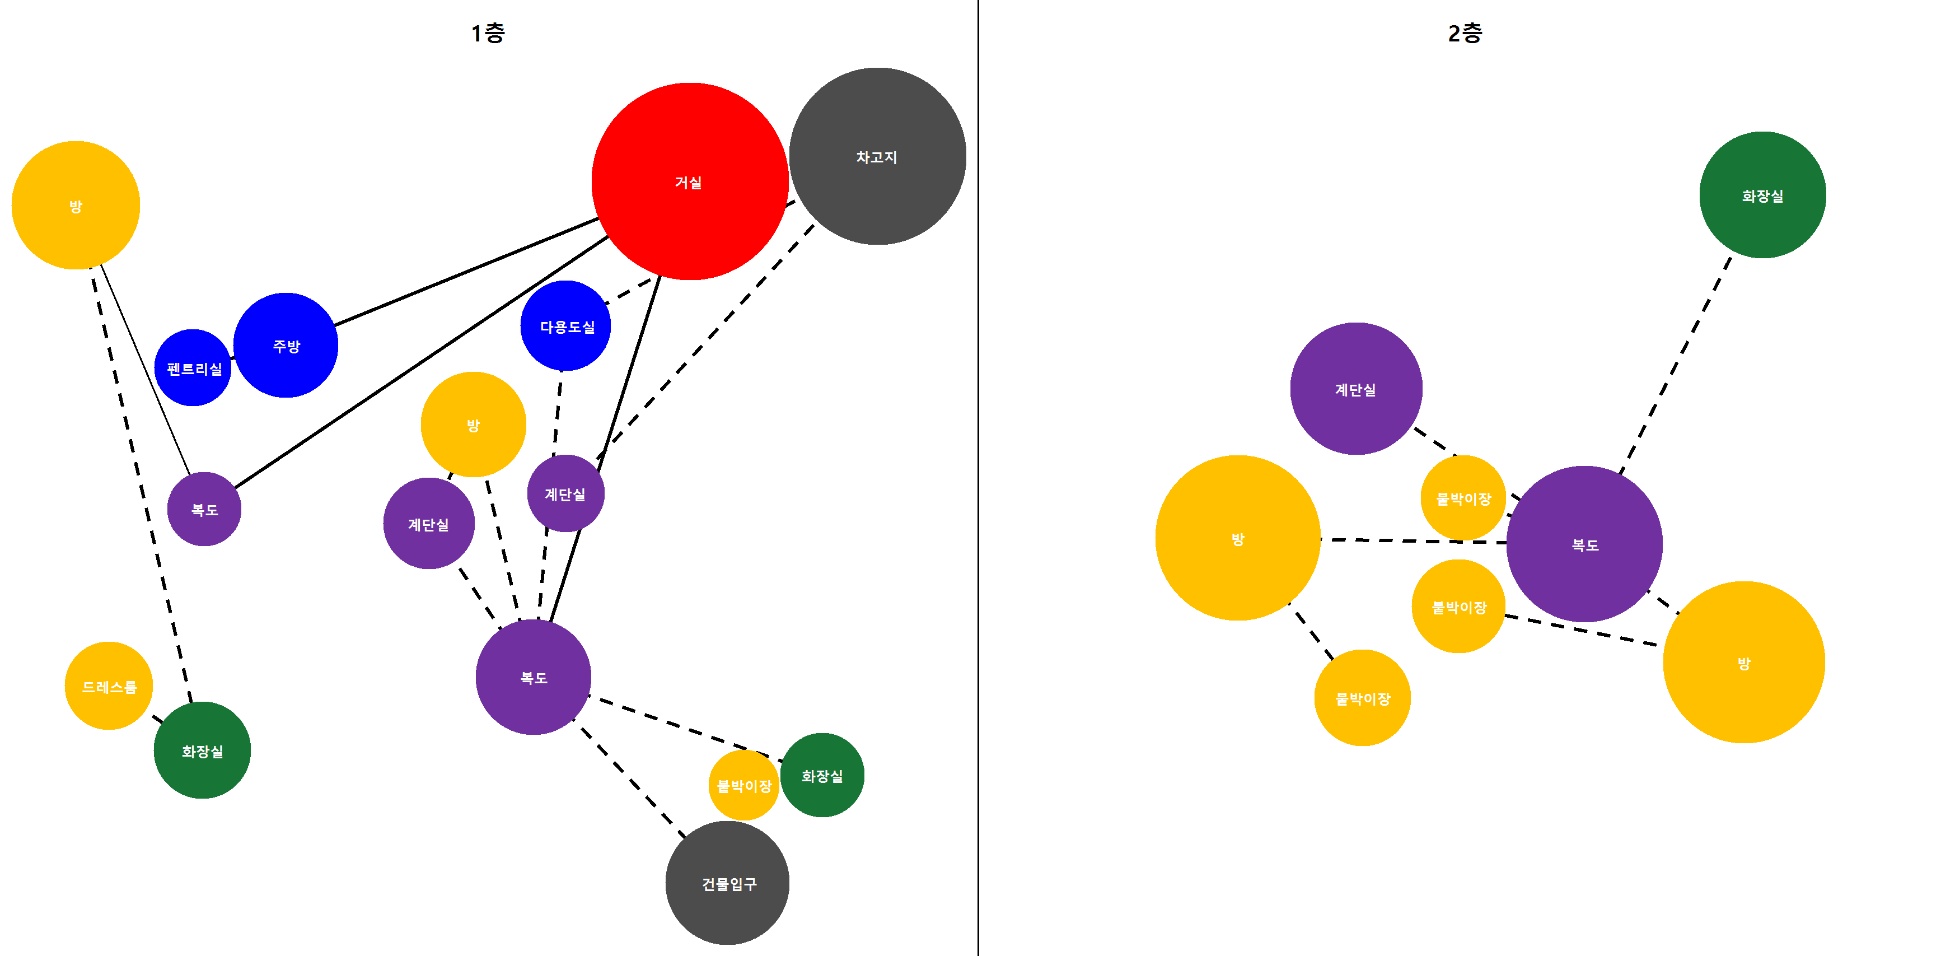 1층
차고지
거실
방
다용도실
주방
펜트리실
방
계단실
복도
계단실
복도
드레스룸
화장실
화장실
붙박이장
건물입구
2층
화장실
계단실
붙박이장
방
복도
붙박이장
방
붙박이장